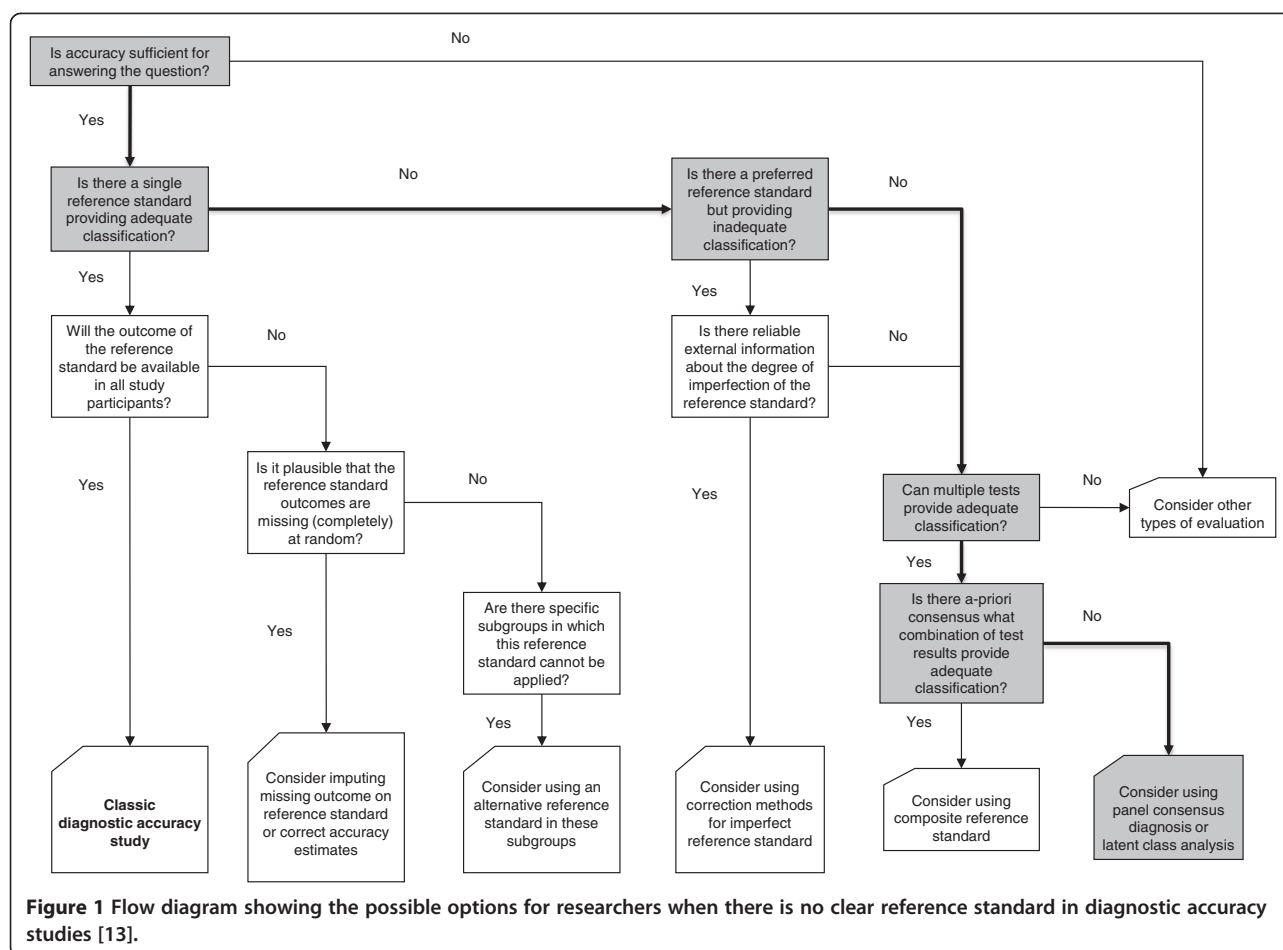 No
Is accuracy sufficient for
answering the question?
Yes
Is there a single
reference standard
providing adequate
classification?
No
Is there a preferred
reference standard
but providing
inadequate
classification?
No
Yes
Yes
Will the outcome of
the reference
standard be available
in all study
participants?
No
Is there reliable
external information
about the degree of
imperfection of the
reference standard?
No
Yes
Is it plausible that the
reference standard
outcomes are
missing (completely)
at random?
No
Yes
Can multiple tests
provide adequate
classification?
No
Consider other
types of evaluation
Yes
Yes
Are there specific
subgroups in which
this reference
standard cannot be
applied?
Is there a-priori
consensus what
combination of test
results provide
adequate
classification?
No
Yes
Yes
Classic
diagnostic accuracy
study
Consider imputing
missing outcome on
reference standard
or correct accuracy
estimates
Consider using an
alternative reference
standard in these
subgroups
Consider using
correction methods
for imperfect
reference standard
Consider using
composite reference
standard
Consider using
panel consensus
diagnosis or
latent class analysis
Figure 1 Flow diagram showing the possible options for researchers when there is no clear reference standard in diagnostic accuracy
studies [13].